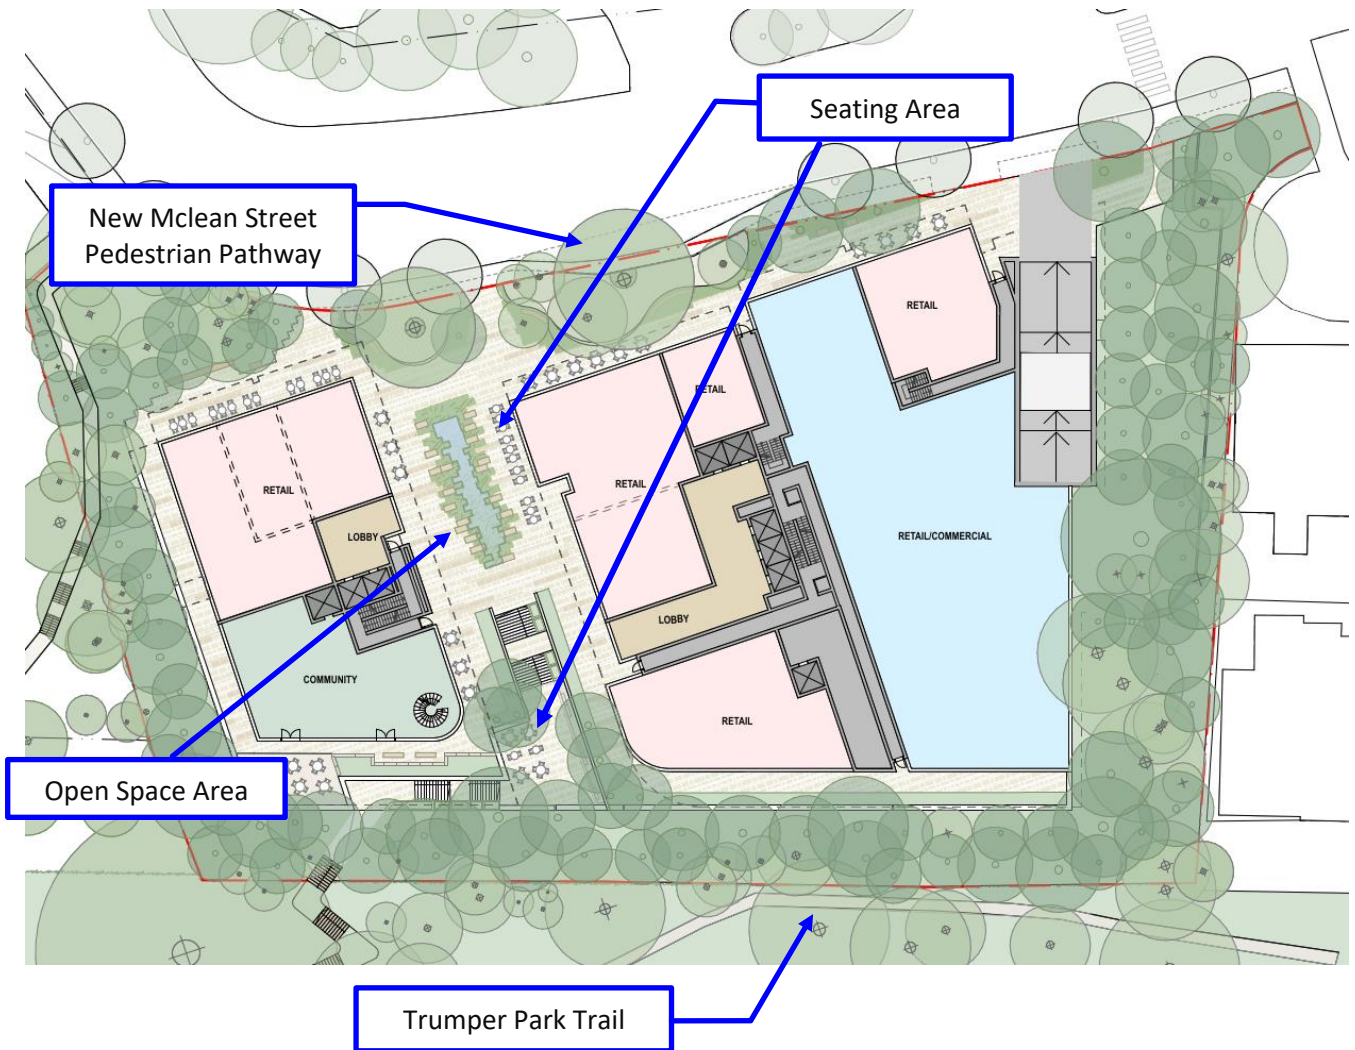 Seating Area
New Mclean Street
Pedestrian Pathway
RETAIL
RETAIL
RETAIL
RETAIL
LOBBY
RETAIL/COMMERCIAL
LOBBY
COMMUNITY
RETAIL
Open Space Area
Trumper Park Trail